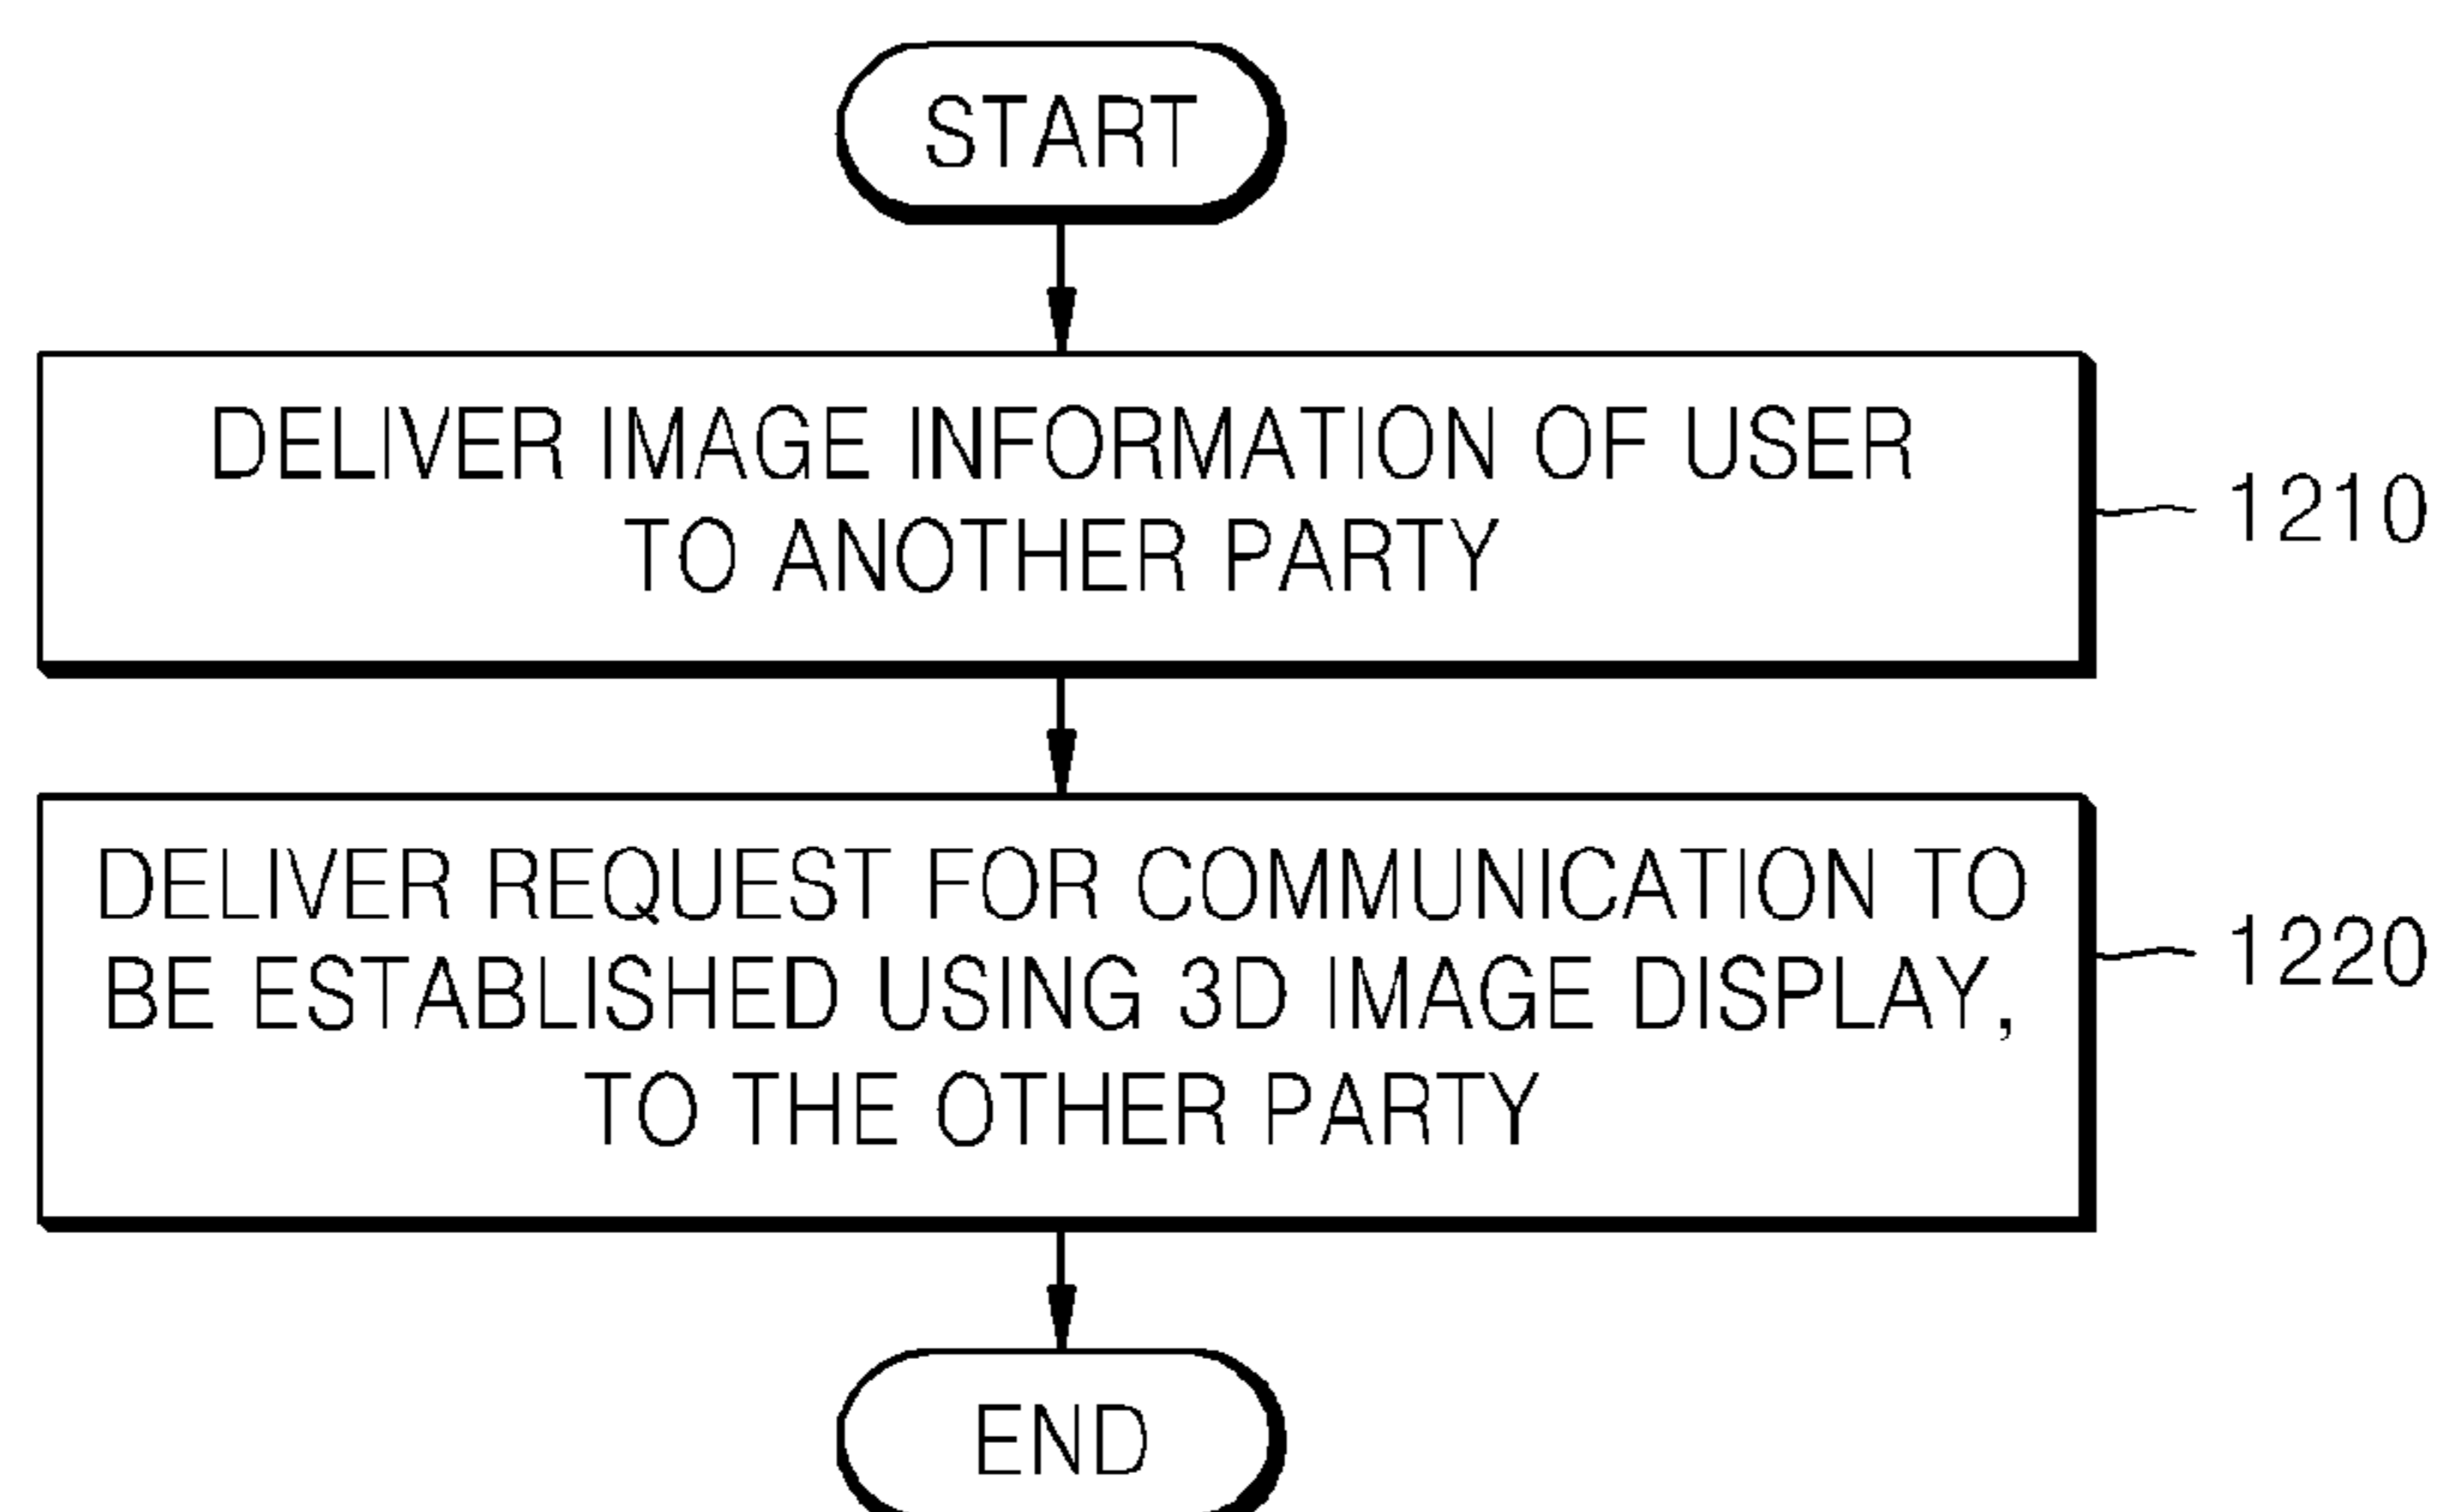 START
DELIVER IMAGE INFORMATION OF USER
TO ANOTHER PARTY
1210
DELIVER REQUEST FOR COMMUNICATION TO
BE ESTABLISHED USING 3D IMAGE DISPLAY,
TO THE OTHER PARTY
1220
END